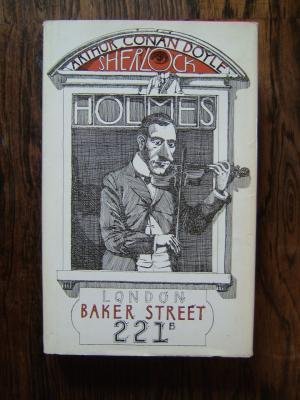 ARTHUR CONAN DOYLE
SHERLOCK
HOLMES
LONDON
BAKER STREET
221B